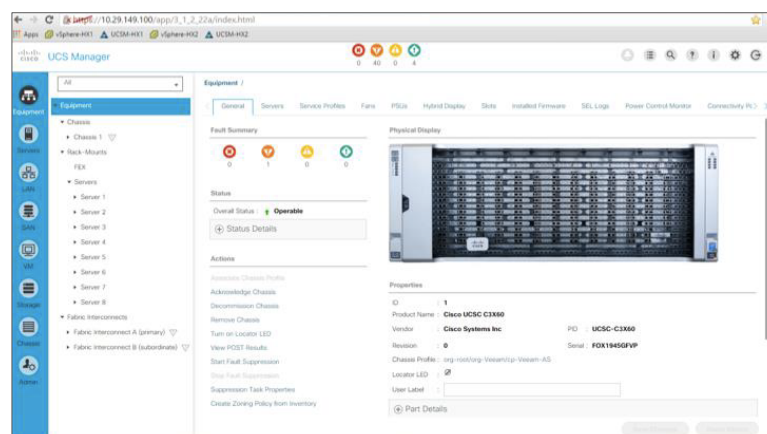 https://10.29.149.100/app/3_1_2_22a/index.html
Apps vSphere-HX1 UCSM-HX1 vSphere-HX2 UCSM-HX2
cisco UCS Manager
0 40 0 4
Equipment
Servers
LAN
SAN
VM
Storage
Chassis
Admin
All
Equipment
Chassis
Chassis 1
Rack-Mounts
FEX
Servers
Server 1
Server 2
Server 3
Server 4
Server 5
Server 6
Server 7
Server 8
Fabric Interconnects
Fabric Interconnect A (primary)
Fabric Interconnect B (subordinate)
Equipment /
General Servers Service Profiles Fans PSUs Hybrid Display Slots Installed Firmware SEL Logs Power Control Monitor Connectivity Po
Fault Summary
0 1 0 0
Status
Overall Status : Operable
Status Details
Actions
Associate Chassis Profile
Acknowledge Chassis
Decommission Chassis
Remove Chassis
Turn on Locator LED
View POST Results
Start Fault Suppression
Stop Fault Suppression
Suppression Task Properties
Create Zoning Policy from Inventory
Physical Display
Properties
ID : 1
Product Name : Cisco UCSC C3X60
Vendor : Cisco Systems Inc PID : UCSC-C3X60
Revision : 0 Serial : FOX1945GFVP
Chassis Profile : org-root/org-Veeam/cp-Veeam-AS
Locator LED :
User Label :
Part Details